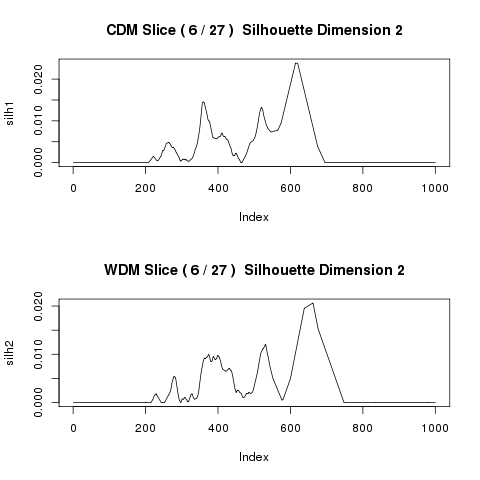 CDM Slice ( 6 / 27 )  Silhouette Dimension 2
silh1
0.000 0.010 0.020
0 200 400 600 800 1000
Index
WDM Slice ( 6 / 27 )  Silhouette Dimension 2
silh2
0.000 0.010 0.020
0 200 400 600 800 1000
Index